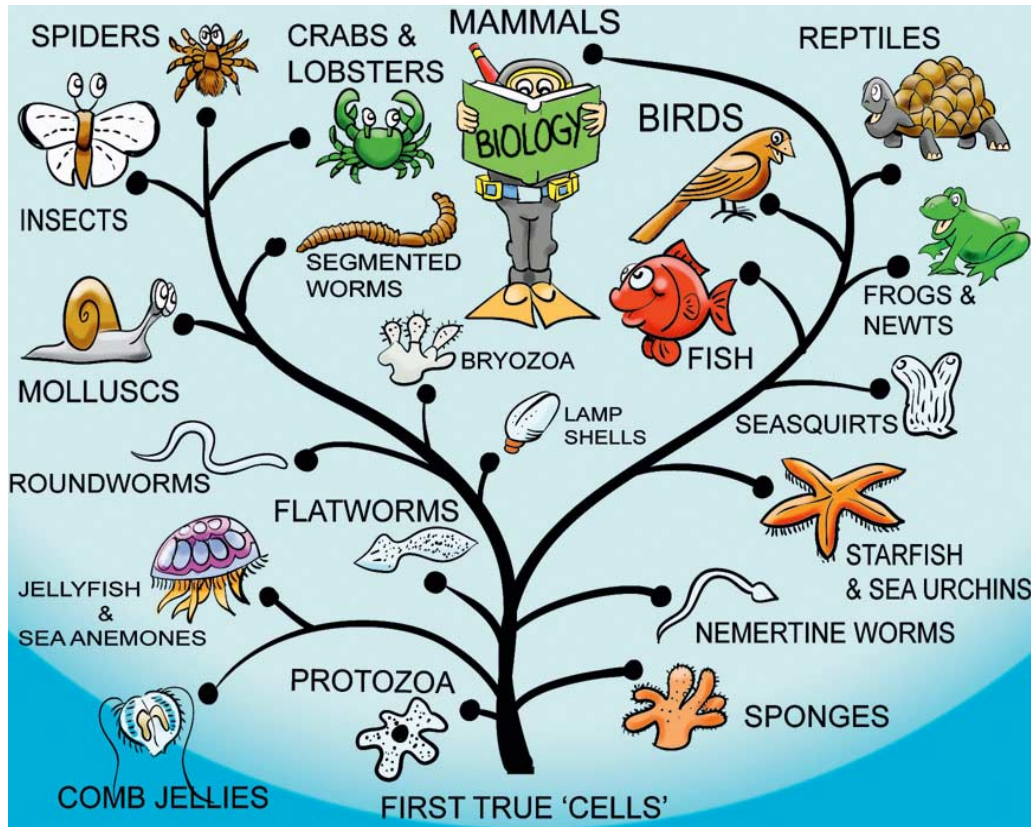 MAMMALS
SPIDERS
CRABS &
LOBSTERS
REPTILES
BIOLOGY
BIRDS
INSECTS
SEGMENTED
WORMS
FROGS &
NEWTS
MOLLUSCS
BRYOZOA
FISH
LAMP
SHELLS
SEASQUIRTS
ROUNDWORMS
FLATWORMS
STARFISH
& SEA URCHINS
JELLYFISH
&
SEA ANEMONES
NEMERTINE WORMS
PROTOZOA
SPONGES
COMB JELLIES
FIRST TRUE 'CELLS'